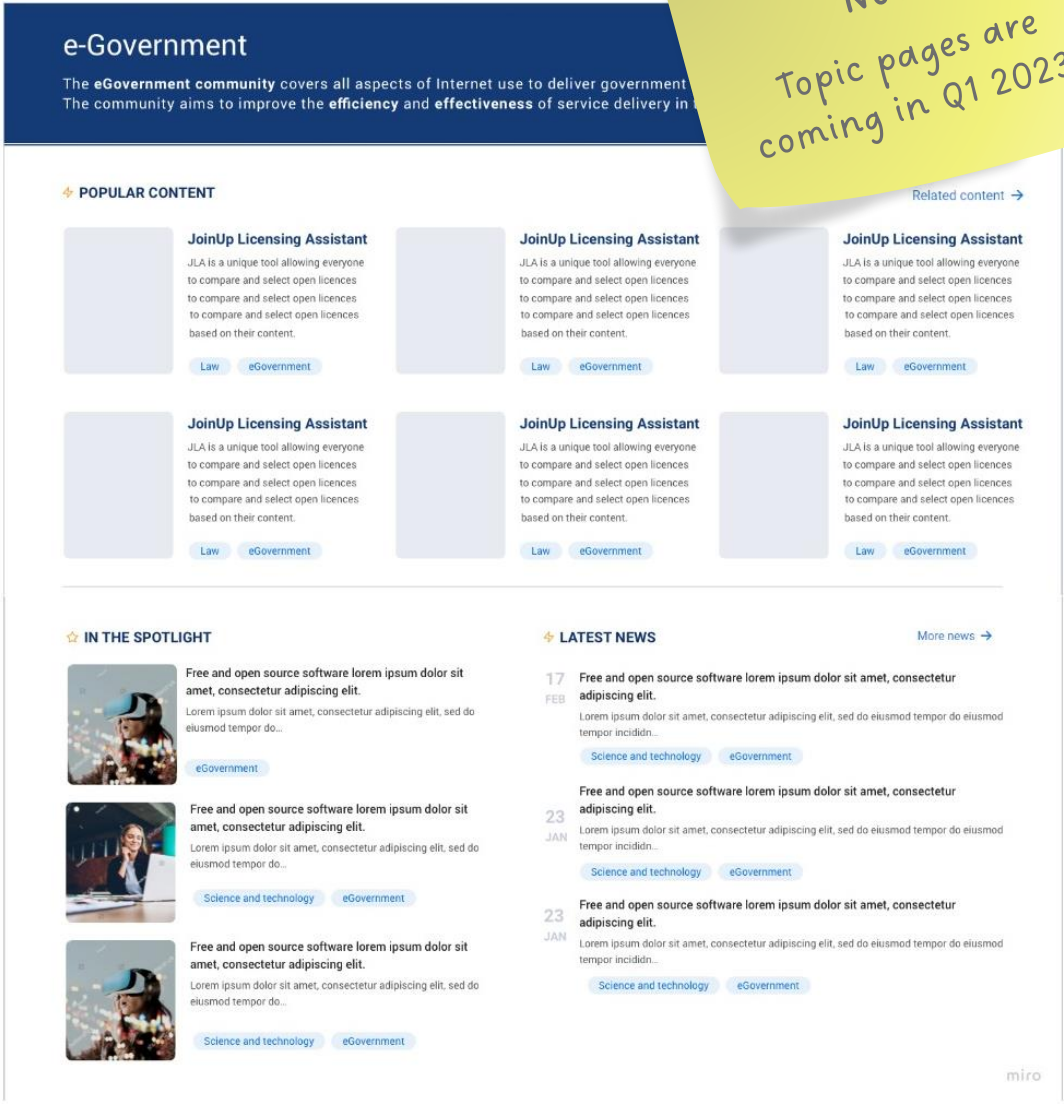 e-Government
The eGovernment community covers all aspects of Internet use to deliver government
The community aims to improve the efficiency and effectiveness of service delivery in
Topic pages are
coming in Q1 2023
POPULAR CONTENT
Related content →
JoinUp Licensing Assistant
JLA is a unique tool allowing everyone
to compare and select open licences
to compare and select open licences
to compare and select open licences
based on their content.
Law eGovernment
JoinUp Licensing Assistant
JLA is a unique tool allowing everyone
to compare and select open licences
to compare and select open licences
to compare and select open licences
based on their content.
Law eGovernment
JoinUp Licensing Assistant
JLA is a unique tool allowing everyone
to compare and select open licences
to compare and select open licences
to compare and select open licences
based on their content.
Law eGovernment
JoinUp Licensing Assistant
JLA is a unique tool allowing everyone
to compare and select open licences
to compare and select open licences
to compare and select open licences
based on their content.
Law eGovernment
JoinUp Licensing Assistant
JLA is a unique tool allowing everyone
to compare and select open licences
to compare and select open licences
to compare and select open licences
based on their content.
Law eGovernment
JoinUp Licensing Assistant
JLA is a unique tool allowing everyone
to compare and select open licences
to compare and select open licences
to compare and select open licences
based on their content.
Law eGovernment
IN THE SPOTLIGHT
Free and open source software lorem ipsum dolor sit
amet, consectetur adipiscing elit.
Lorem ipsum dolor sit amet, consectetur adipiscing elit, sed do
eiusmod tempor do...
eGovernment
Free and open source software lorem ipsum dolor sit
amet, consectetur adipiscing elit.
Lorem ipsum dolor sit amet, consectetur adipiscing elit, sed do
eiusmod tempor do...
Science and technology eGovernment
Free and open source software lorem ipsum dolor sit
amet, consectetur adipiscing elit.
Lorem ipsum dolor sit amet, consectetur adipiscing elit, sed do
eiusmod tempor do...
Science and technology eGovernment
LATEST NEWS
More news →
17
FEB
Free and open source software lorem ipsum dolor sit amet, consectetur
adipiscing elit.
Lorem ipsum dolor sit amet, consectetur adipiscing elit, sed do eiusmod tempor do eiusmod
tempor incididn...
Science and technology eGovernment
23
JAN
Free and open source software lorem ipsum dolor sit amet, consectetur
adipiscing elit.
Lorem ipsum dolor sit amet, consectetur adipiscing elit, sed do eiusmod tempor do eiusmod
tempor incididn...
Science and technology eGovernment
23
JAN
Free and open source software lorem ipsum dolor sit amet, consectetur
adipiscing elit.
Lorem ipsum dolor sit amet, consectetur adipiscing elit, sed do eiusmod tempor do eiusmod
tempor incididn...
Science and technology eGovernment
miro